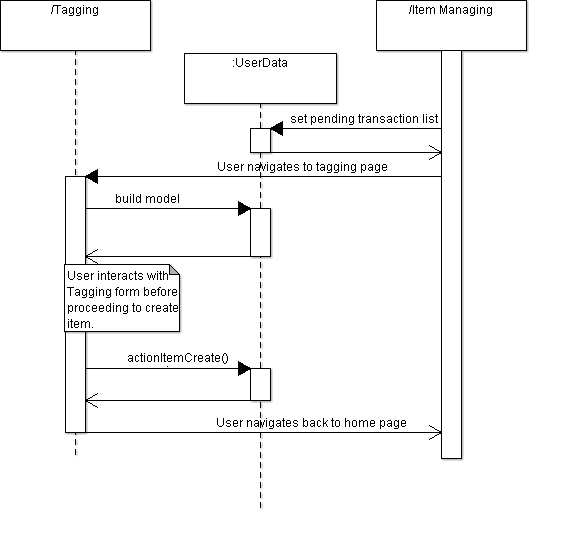 /Tagging
/Item Managing
:UserData
set pending transaction list
User navigates to tagging page
build model
User interacts with
Tagging form before
proceeding to create
item.
actionItemCreate()
User navigates back to home page